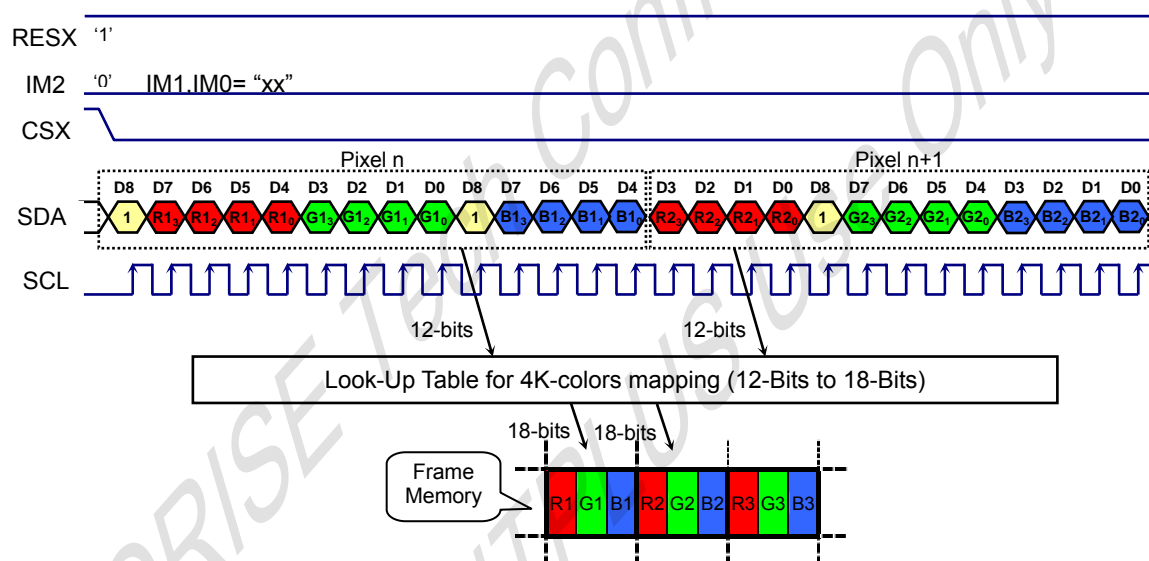 RESX '1'
IM2 '0' IM1,IM0= “xx”
CSX
Pixel n Pixel n+1
D8 D7 D6 D5 D4 D3 D2 D1 D0 D8 D7 D6 D5 D4 D3 D2 D1 D0 D8 D7 D6 D5 D4 D3 D2 D1 D0
SDA 1 R1₃ R1₂ R1₁ R1₀ G1₃ G1₂ G1₁ G1₀ 1 B1₃ B1₂ B1₁ B1₀ R2₃ R2₂ R2₁ R2₀ 1 G2₃ G2₂ G2₁ G2₀ B2₃ B2₂ B2₁ B2₀
SCL
12-bits 12-bits
Look-Up Table for 4K-colors mapping (12-Bits to 18-Bits)
18-bits 18-bits
Frame
Memory
R1 G1 B1 R2 G2 B2 R3 G3 B3
ORISE Tech
US Use Only